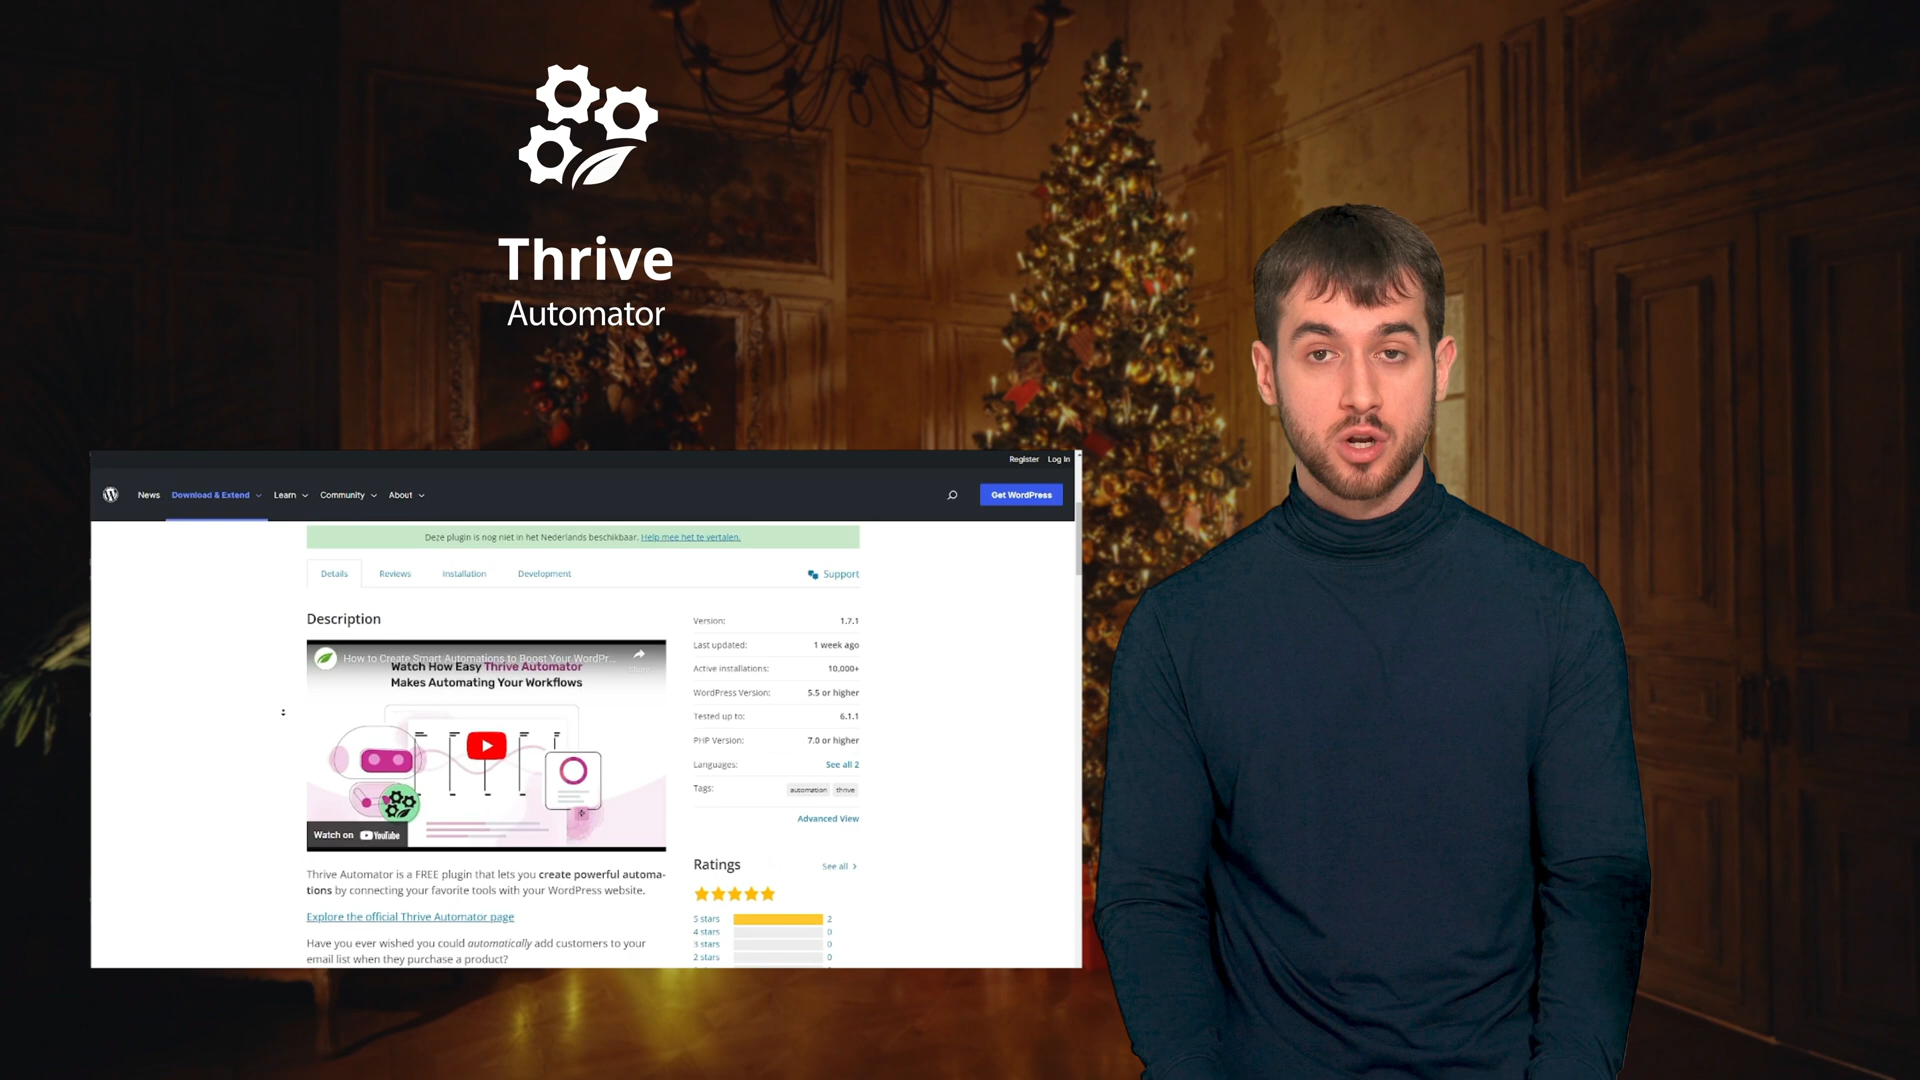 Thrive
Automator
Register Log In
News Download & Extend Learn Community About Get WordPress
Deze plugin is nog niet in het Nederlands beschikbaar. Help mee het te vertalen.
Details Reviews Installation Development Support
Description
How to Create Smart Automations to Boost Your WordPr...
Watch How Easy Thrive Automator
Makes Automating Your Workflows
Watch on YouTube
Thrive Automator is a FREE plugin that lets you create powerful automa-
tions by connecting your favorite tools with your WordPress website.
Explore the official Thrive Automator page
Have you ever wished you could automatically add customers to your
email list when they purchase a product?
Version: 1.7.1
Last updated: 1 week ago
Active installations: 10,000+
WordPress Version: 5.5 or higher
Tested up to: 6.1.1
PHP Version: 7.0 or higher
Languages: See all 2
Tags: automation thrive
Advanced View
Ratings See all
5 stars 2
4 stars 0
3 stars 0
2 stars 0